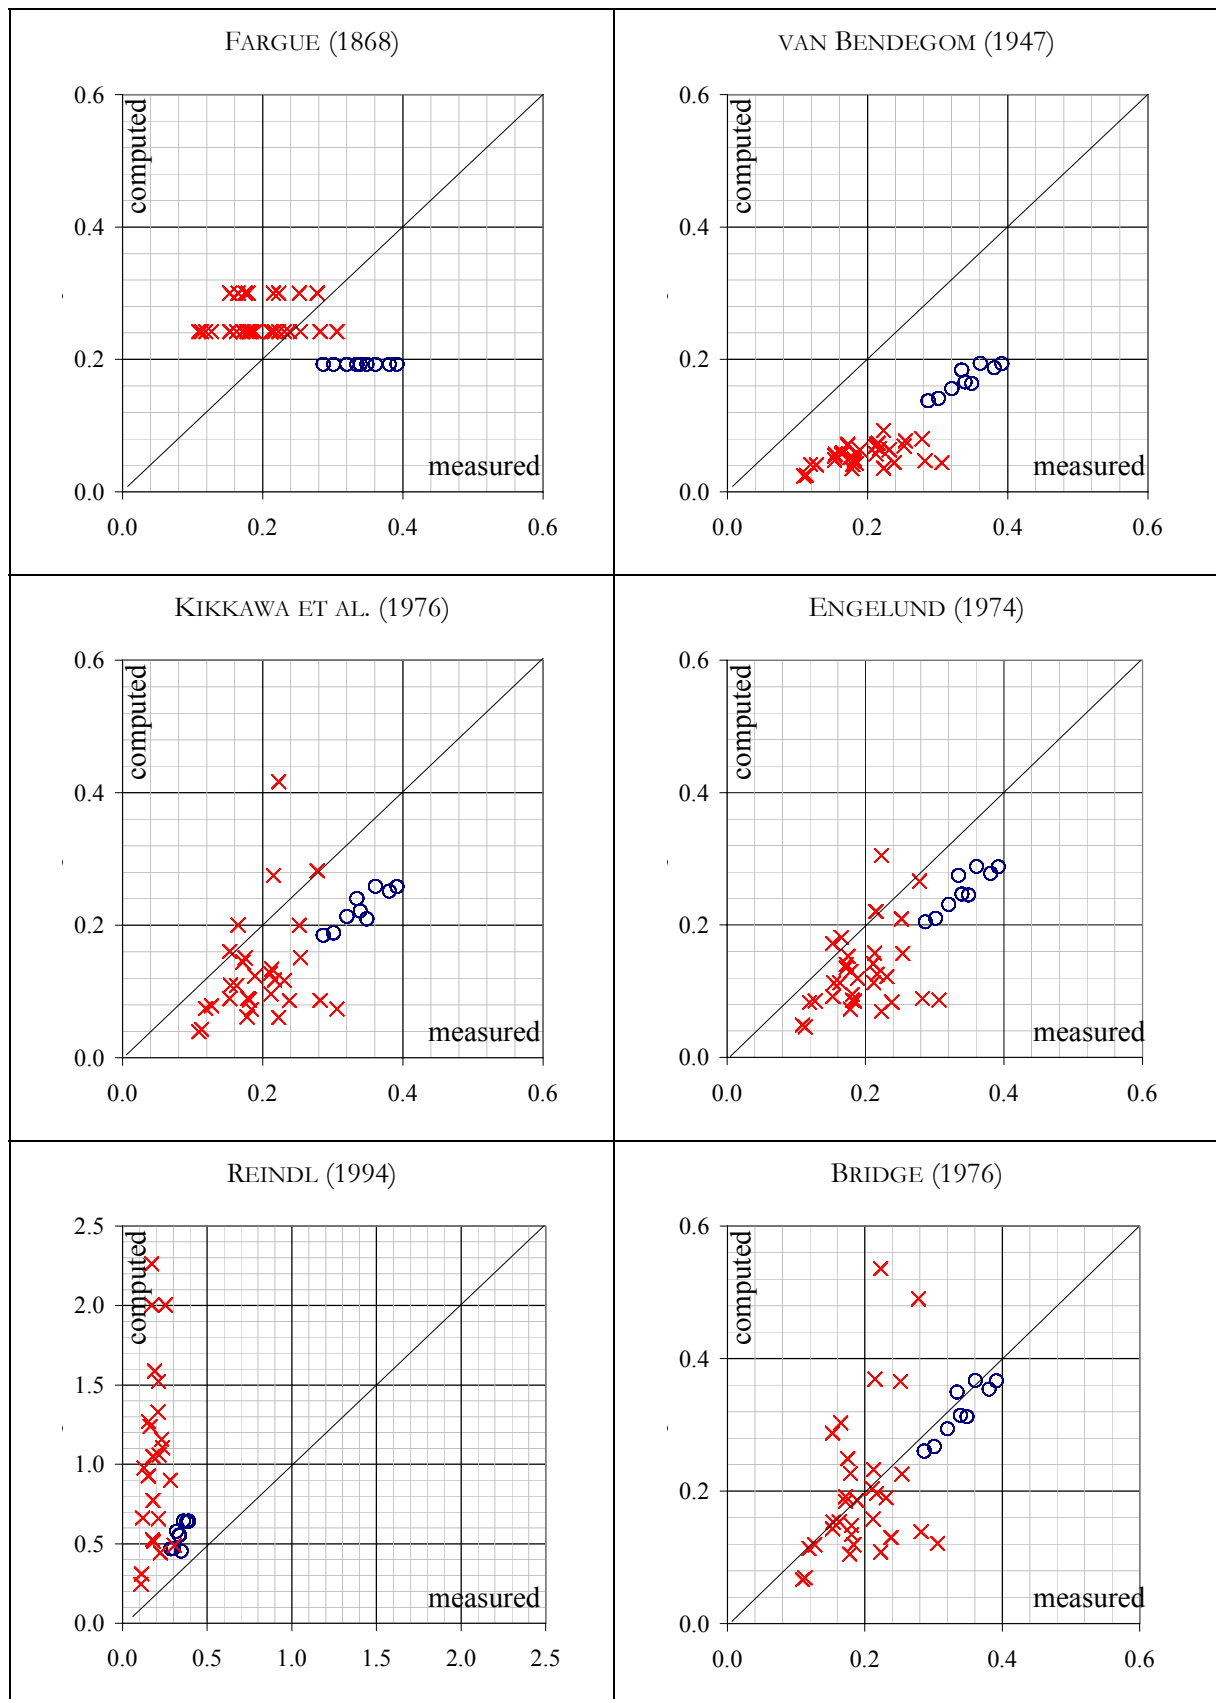 FARGUE (1868)
0.6
0.4
0.2
0.0
computed
measured
0.0 0.2 0.4 0.6
VAN BENDEGOM (1947)
0.6
0.4
0.2
0.0
computed
measured
0.0 0.2 0.4 0.6
KIKKAWA ET AL. (1976)
0.6
0.4
0.2
0.0
computed
measured
0.0 0.2 0.4 0.6
ENGELUND (1974)
0.6
0.4
0.2
0.0
computed
measured
0.0 0.2 0.4 0.6
REINDL (1994)
2.5
2.0
1.5
1.0
0.5
0.0
computed
measured
0.0 0.5 1.0 1.5 2.0 2.5
BRIDGE (1976)
0.6
0.4
0.2
0.0
computed
measured
0.0 0.2 0.4 0.6